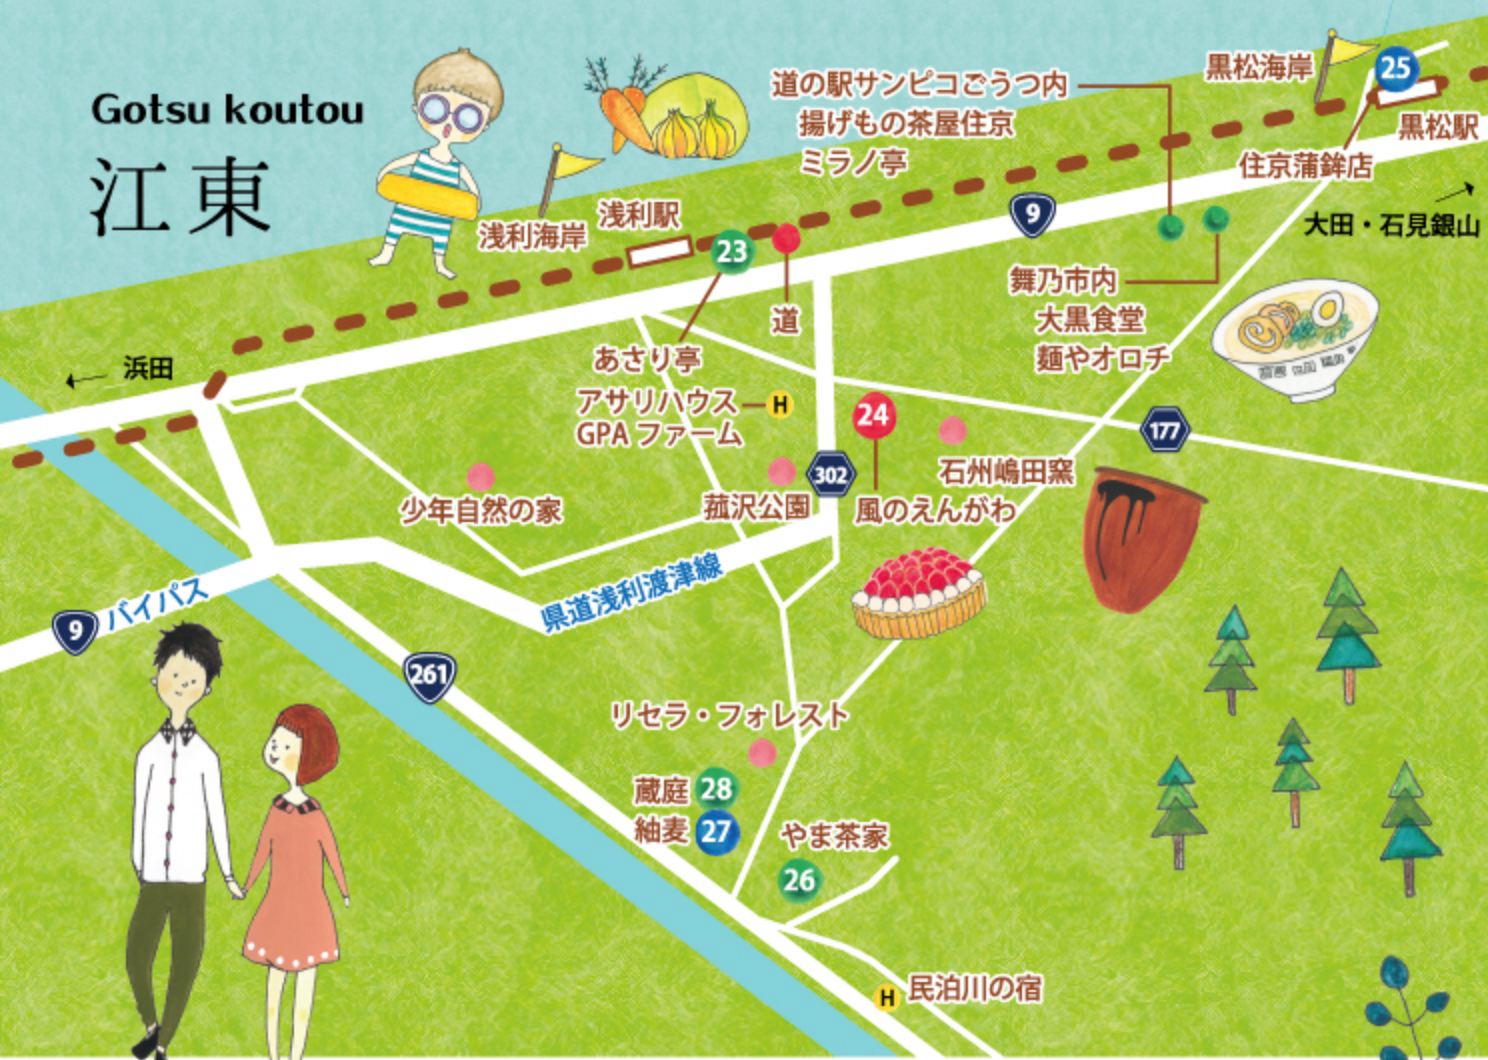 Gotsu koutou
江東
道の駅サンピコごうつ内
揚げもの茶屋住京
ミラノ亭
黒松海岸
25
黒松駅
住京蒲鉾店
大田・石見銀山
浅利海岸
浅利駅
23
道
9
舞乃市内
大黒食堂
麺やオロチ
浜田
あさり亭
アサリハウス
H
GPA ファーム
24
177
石州嶋田窯
302
少年自然の家
菰沢公園
風のえんがわ
県道浅利渡津線
9
バイパス
261
リセラ・フォレスト
蔵庭
28
紬麦
27
やま茶家
26
H
民泊川の宿